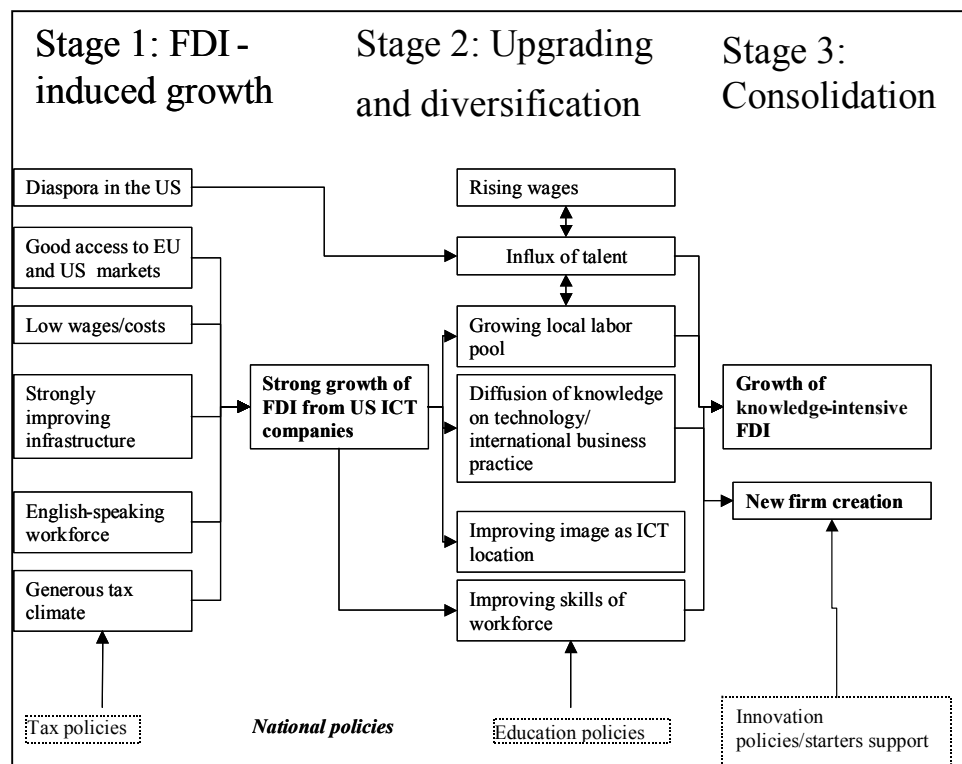 Stage 1: FDI -
induced growth
Stage 2: Upgrading
and diversification
Stage 3:
Consolidation
Diaspora in the US
Good access to EU
and US markets
Low wages/costs
Strongly
improving
infrastructure
English-speaking
workforce
Generous tax
climate
Strong growth of
FDI from US ICT
companies
Rising wages
Influx of talent
Growing local labor
pool
Diffusion of knowledge
on technology/
international business
practice
Improving image as ICT
location
Improving skills of
workforce
Growth of
knowledge-intensive
FDI
New firm creation
Tax policies
National policies
Education policies
Innovation
policies/starters support